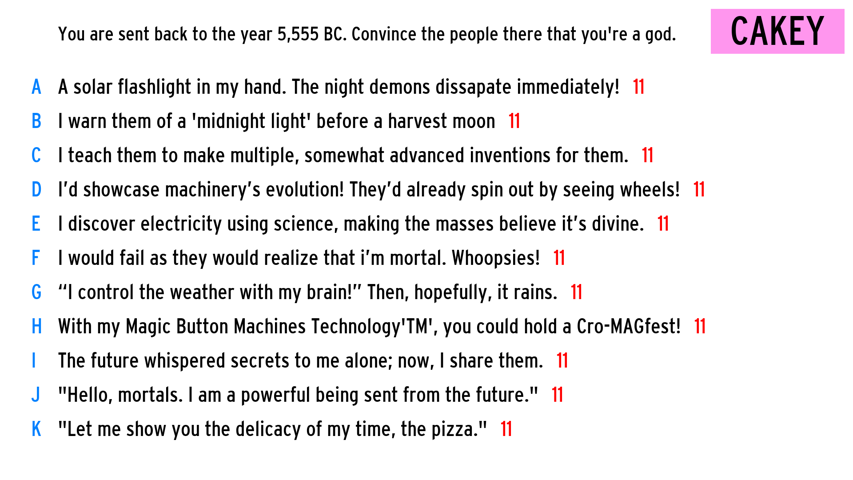 You are sent back to the year 5,555 BC. Convince the people there that you're a god.
CAKEY
A A solar flashlight in my hand. The night demons dissapate immediately! 11
B I warn them of a 'midnight light' before a harvest moon 11
C I teach them to make multiple, somewhat advanced inventions for them. 11
D I’d showcase machinery’s evolution! They’d already spin out by seeing wheels! 11
E I discover electricity using science, making the masses believe it’s divine. 11
F I would fail as they would realize that i’m mortal. Whoopsies! 11
G “I control the weather with my brain!” Then, hopefully, it rains. 11
H With my Magic Button Machines Technology'TM', you could hold a Cro-MAGfest! 11
I The future whispered secrets to me alone; now, I share them. 11
J "Hello, mortals. I am a powerful being sent from the future." 11
K "Let me show you the delicacy of my time, the pizza." 11